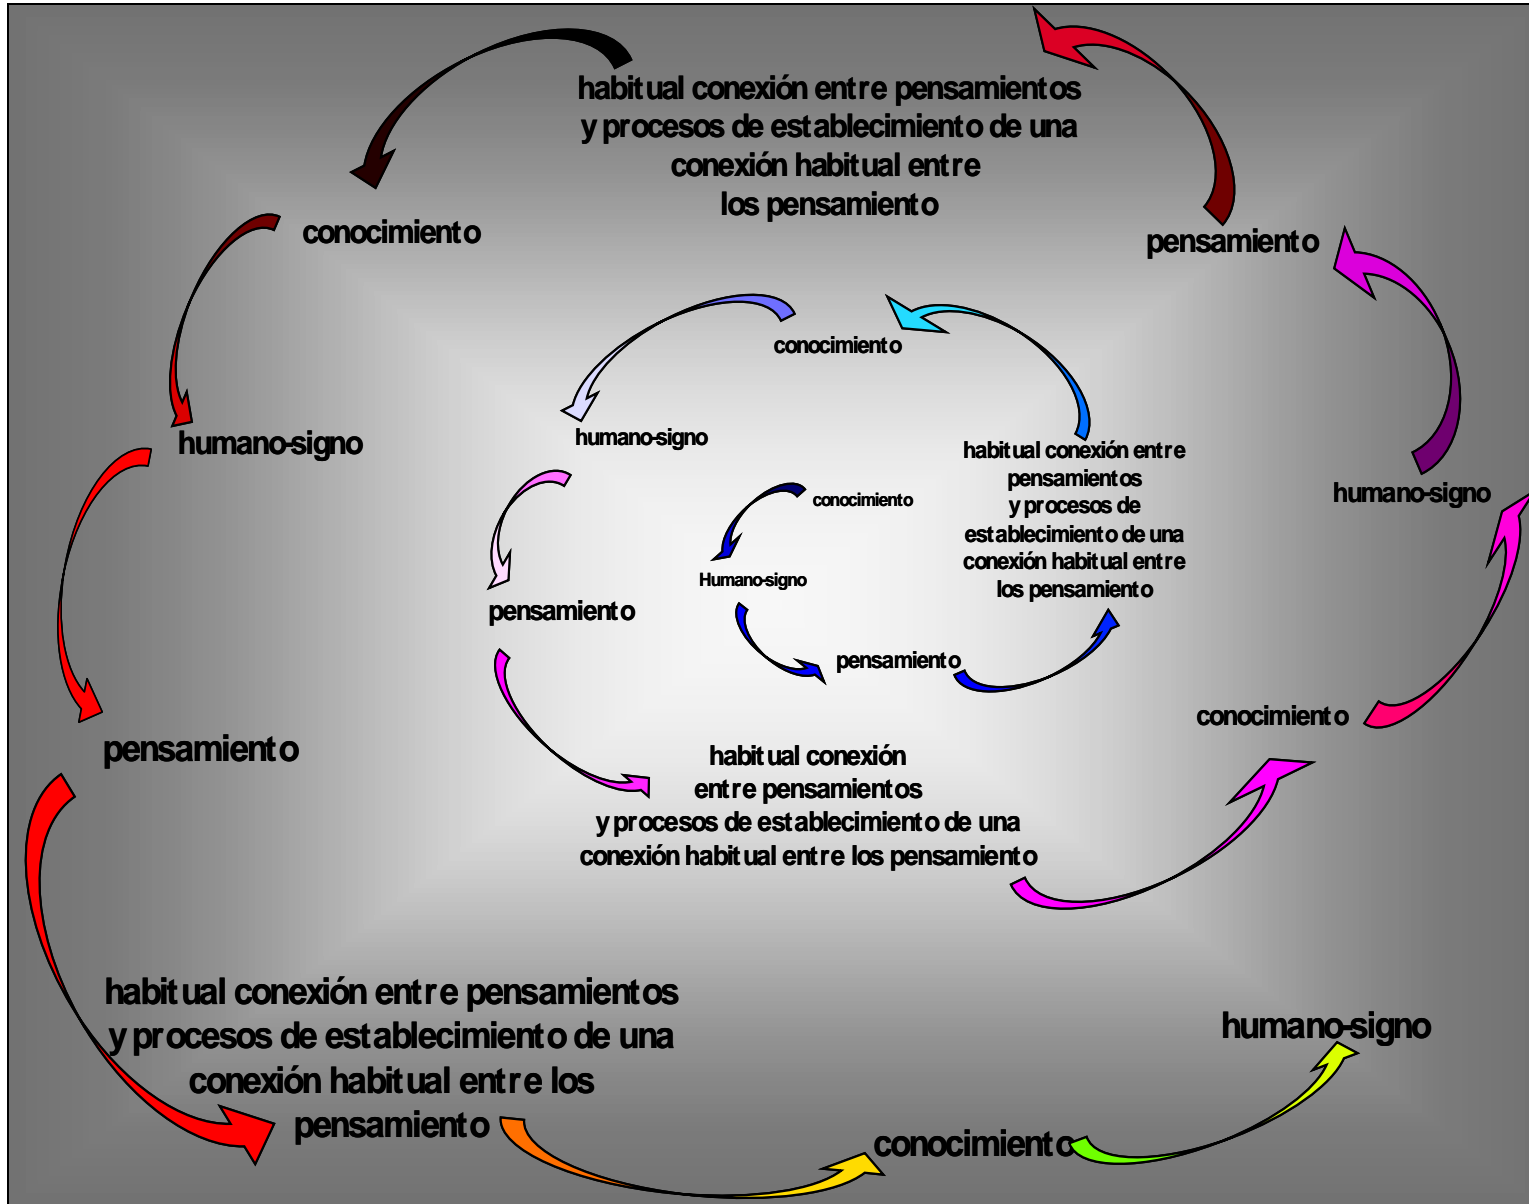 habitual conexión entre pensamientos
y procesos de establecimiento de una
conexión habitual entre
los pensamiento
conocimiento
pensamiento
conocimiento
humano-signo
humano-signo
habitual conexión entre
pensamientos
y procesos de
establecimiento de una
conexión habitual entre
los pensamiento
humano-signo
conocimiento
Humano-signo
pensamiento
pensamiento
conocimiento
pensamiento
habitual conexión
entre pensamientos
y procesos de establecimiento de una
conexión habitual entre los pensamiento
habitual conexión entre pensamientos
y procesos de establecimiento de una
conexión habitual entre los
pensamiento
humano-signo
conocimiento